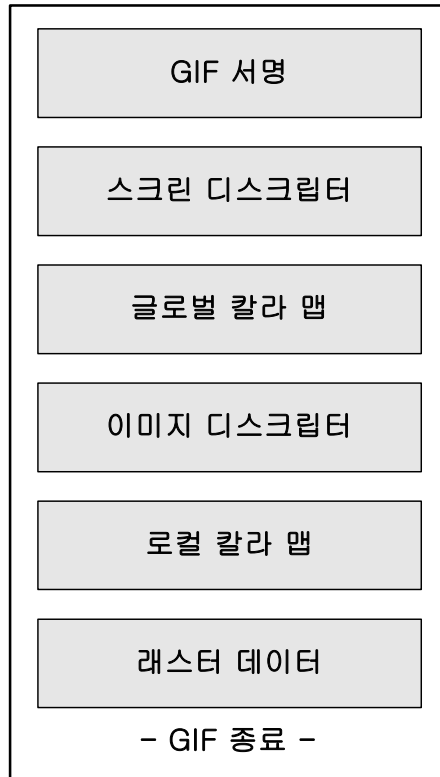 GIF 서명
스크린 디스크립터
글로벌 칼라 맵
이미지 디스크립터
로컬 칼라 맵
래스터 데이터
– GIF 종료 –